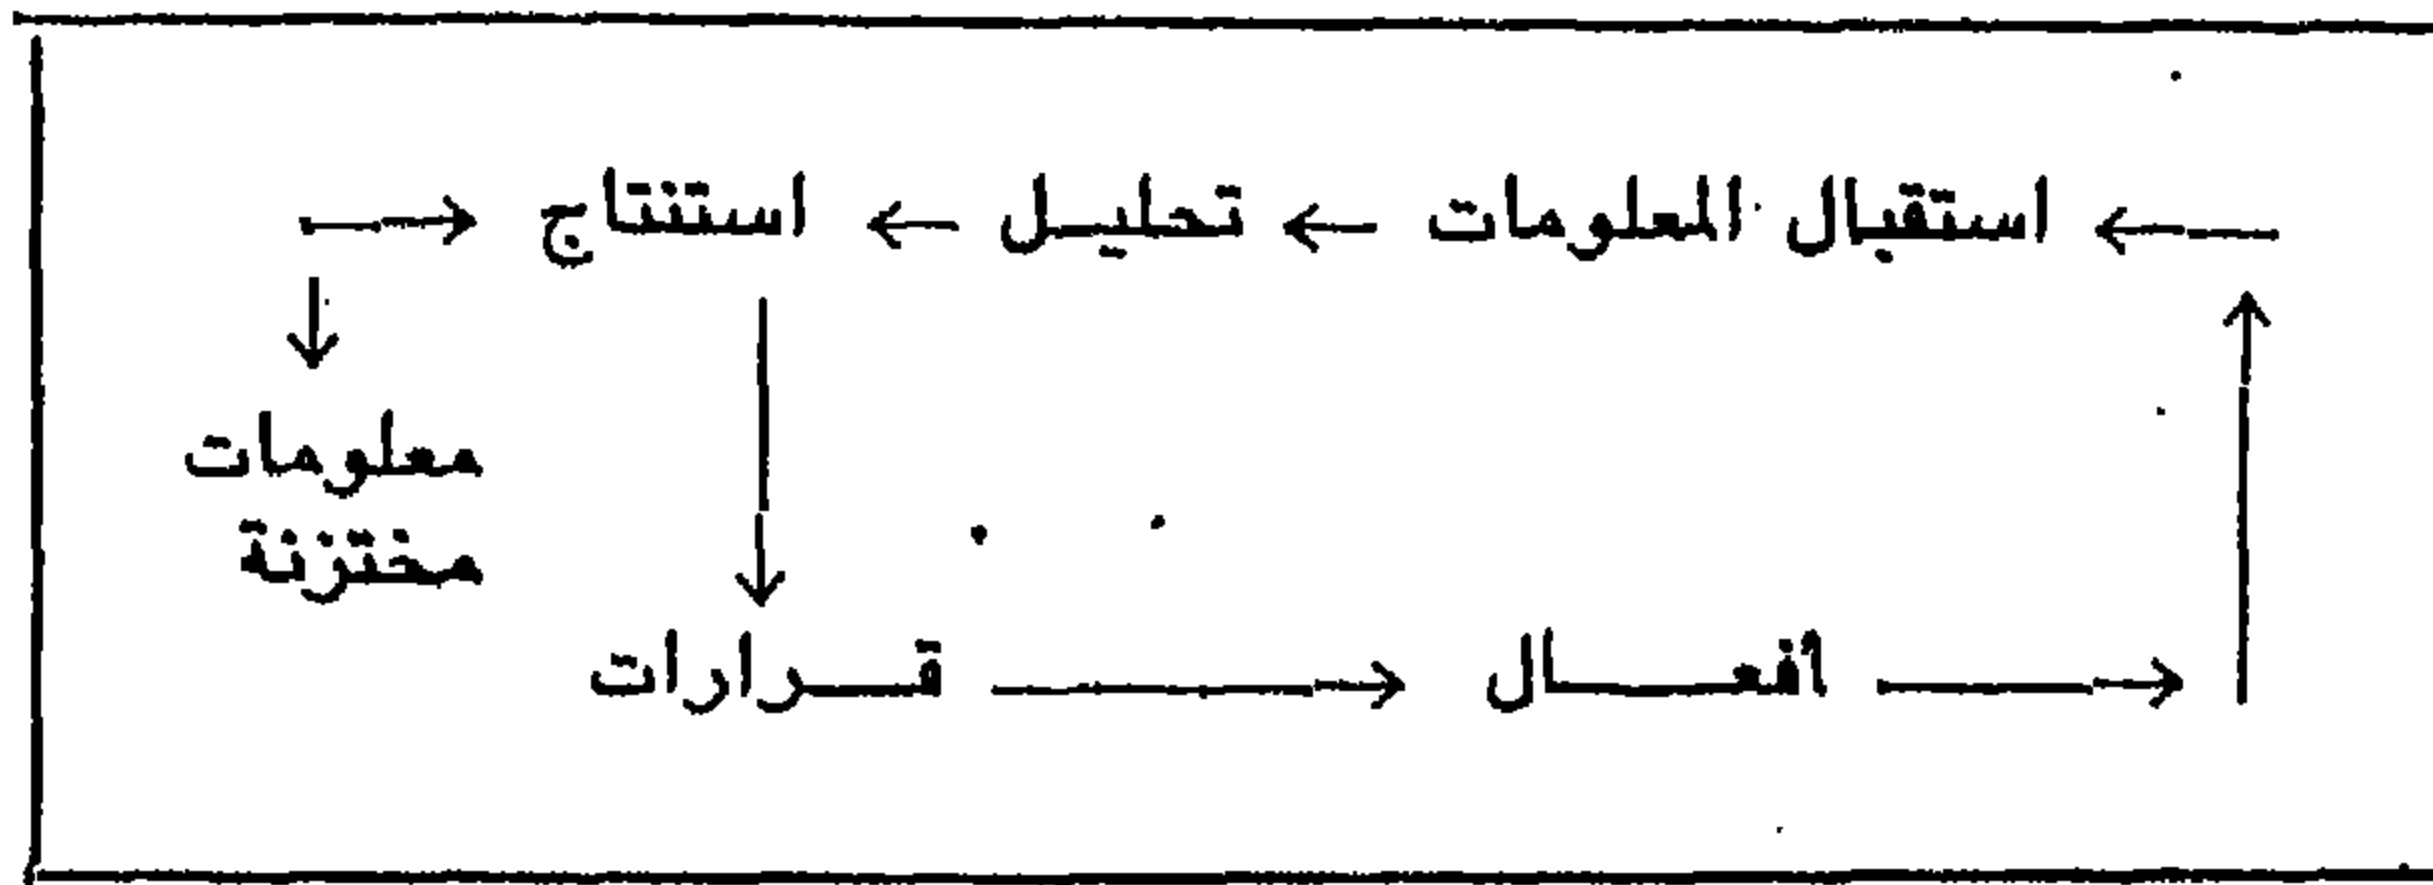 ← استقبال المعلومات ← تحليل ← استنتاج →
معلومات
مختزنة
قرارات → أفعال →